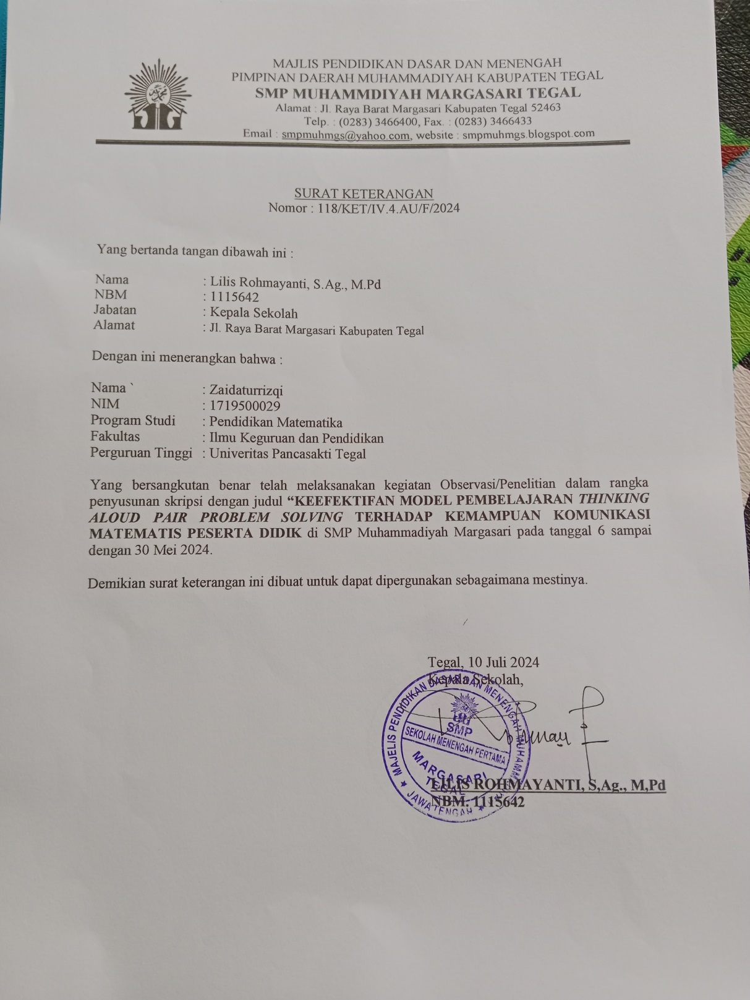 MAJLIS PENDIDIKAN DASAR DAN MENENGAH
PIMPINAN DAERAH MUHAMMADIYAH KABUPATEN TEGAL
SMP MUHAMMDIYAH MARGASARI TEGAL
Alamat : Jl. Raya Barat Margasari Kabupaten Tegal 52463
Telp. : (0283) 3466400, Fax. : (0283) 3466433
Email : smpmuhmgs@yahoo.com, website : smpmuhmgs.blogspot.com
SURAT KETERANGAN
Nomor : 118/KET/IV.4.AU/F/2024
Yang bertanda tangan dibawah ini :
Nama : Lilis Rohmayanti, S.Ag., M.Pd
NBM : 1115642
Jabatan : Kepala Sekolah
Alamat : Jl. Raya Barat Margasari Kabupaten Tegal
Dengan ini menerangkan bahwa :
Nama ` : Zaidaturrizqi
NIM : 1719500029
Program Studi : Pendidikan Matematika
Fakultas : Ilmu Keguruan dan Pendidikan
Perguruan Tinggi : Univeritas Pancasakti Tegal
Yang bersangkutan benar telah melaksanakan kegiatan Observasi/Penelitian dalam rangka
penyusunan skripsi dengan judul “KEEFEKTIFAN MODEL PEMBELAJARAN THINKING
ALOUD PAIR PROBLEM SOLVING TERHADAP KEMAMPUAN KOMUNIKASI
MATEMATIS PESERTA DIDIK di SMP Muhammadiyah Margasari pada tanggal 6 sampai
dengan 30 Mei 2024.
Demikian surat keterangan ini dibuat untuk dapat dipergunakan sebagaimana mestinya.
Tegal, 10 Juli 2024
Kepala Sekolah,
MAJELIS PENDIDIKAN DASAR DAN MENENGAH
SMP
SEKOLAH MENENGAH PERTAMA
MARGASARI
TEGAL
JAWA TENGAH
LILIS ROHMAYANTI, S,Ag., M,Pd
NBM. 1115642